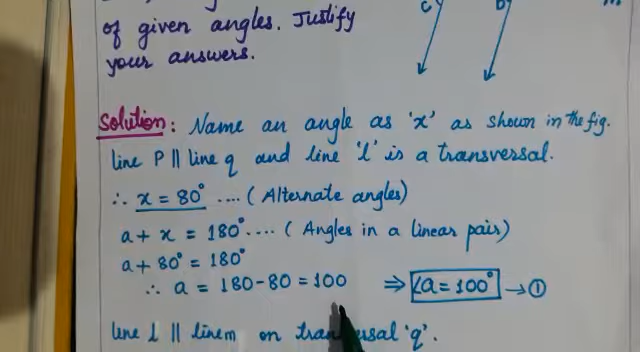 of given angles. Justify
your answers.
Solution: Name an angle as 'x' as shown in the fig.
line P || line q and line 'l' is a transversal.
∴ x = 80° .... (Alternate angles)
a + x = 180° .... (Angles in a linear pair)
a + 80° = 180°
∴ a = 180 - 80 = 100 ⇒ ∠a = 100° → ①
line l || line m on transversal 'q'.